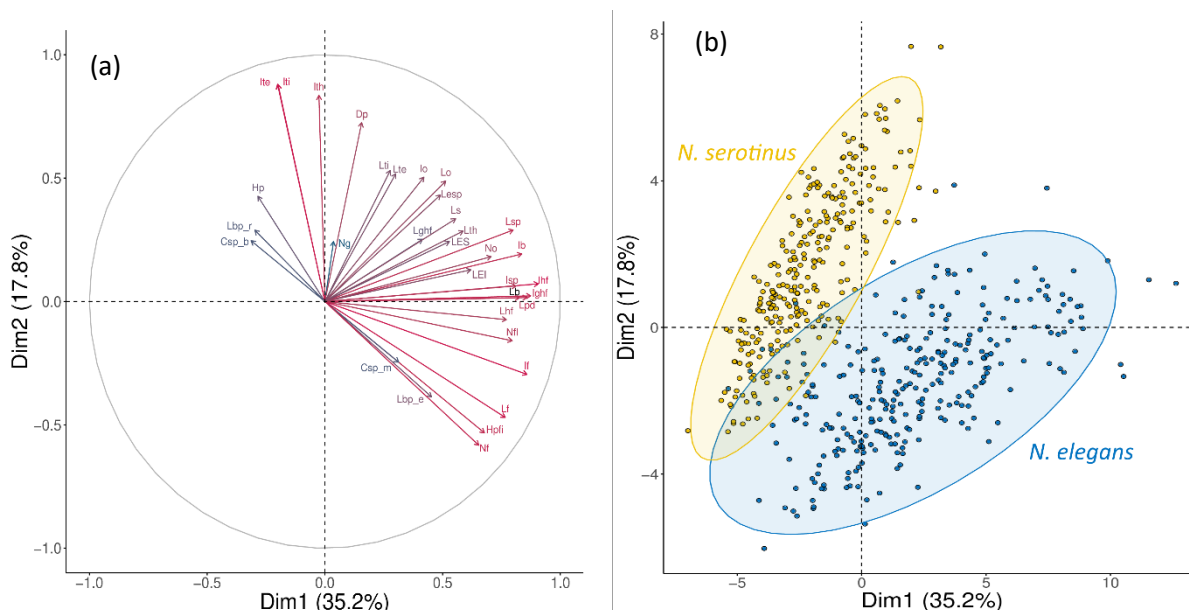 (a)
1.0
0.5
0.0
−0.5
−1.0
Dim2 (17.8%)
Ite Iti Ith
Dp
Lti Lte Io Lo
Lesp
Hp
Lbp_r
Csp_b
Ng
Ls
Lghf Lth
LES
Lsp
No Ib
LEI
Isp Ihf
Lb Ighf
Lpd
Lhf
Nfl
Csp_m If
Lbp_e
Lf
Hpfi
Nf
−1.0 −0.5 0.0 0.5 1.0
Dim1 (35.2%)
(b)
8
4
0
−4
Dim2 (17.8%)
N. serotinus
N. elegans
−5 0 5 10
Dim1 (35.2%)